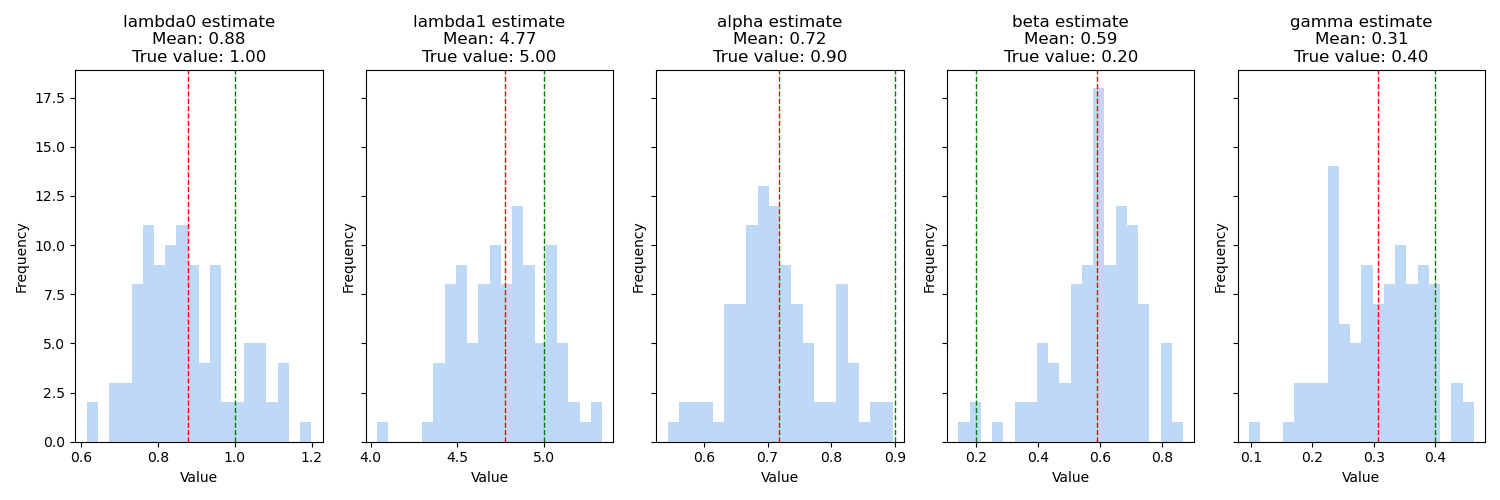 lambda0 estimate
Mean: 0.88
True value: 1.00
lambda1 estimate
Mean: 4.77
True value: 5.00
alpha estimate
Mean: 0.72
True value: 0.90
beta estimate
Mean: 0.59
True value: 0.20
gamma estimate
Mean: 0.31
True value: 0.40
Frequency
17.5
15.0
12.5
10.0
7.5
5.0
2.5
0.0
0.6 0.8 1.0 1.2
Value
Frequency
4.0 4.5 5.0
Value
Frequency
0.6 0.7 0.8 0.9
Value
Frequency
0.2 0.4 0.6 0.8
Value
Frequency
0.1 0.2 0.3 0.4
Value